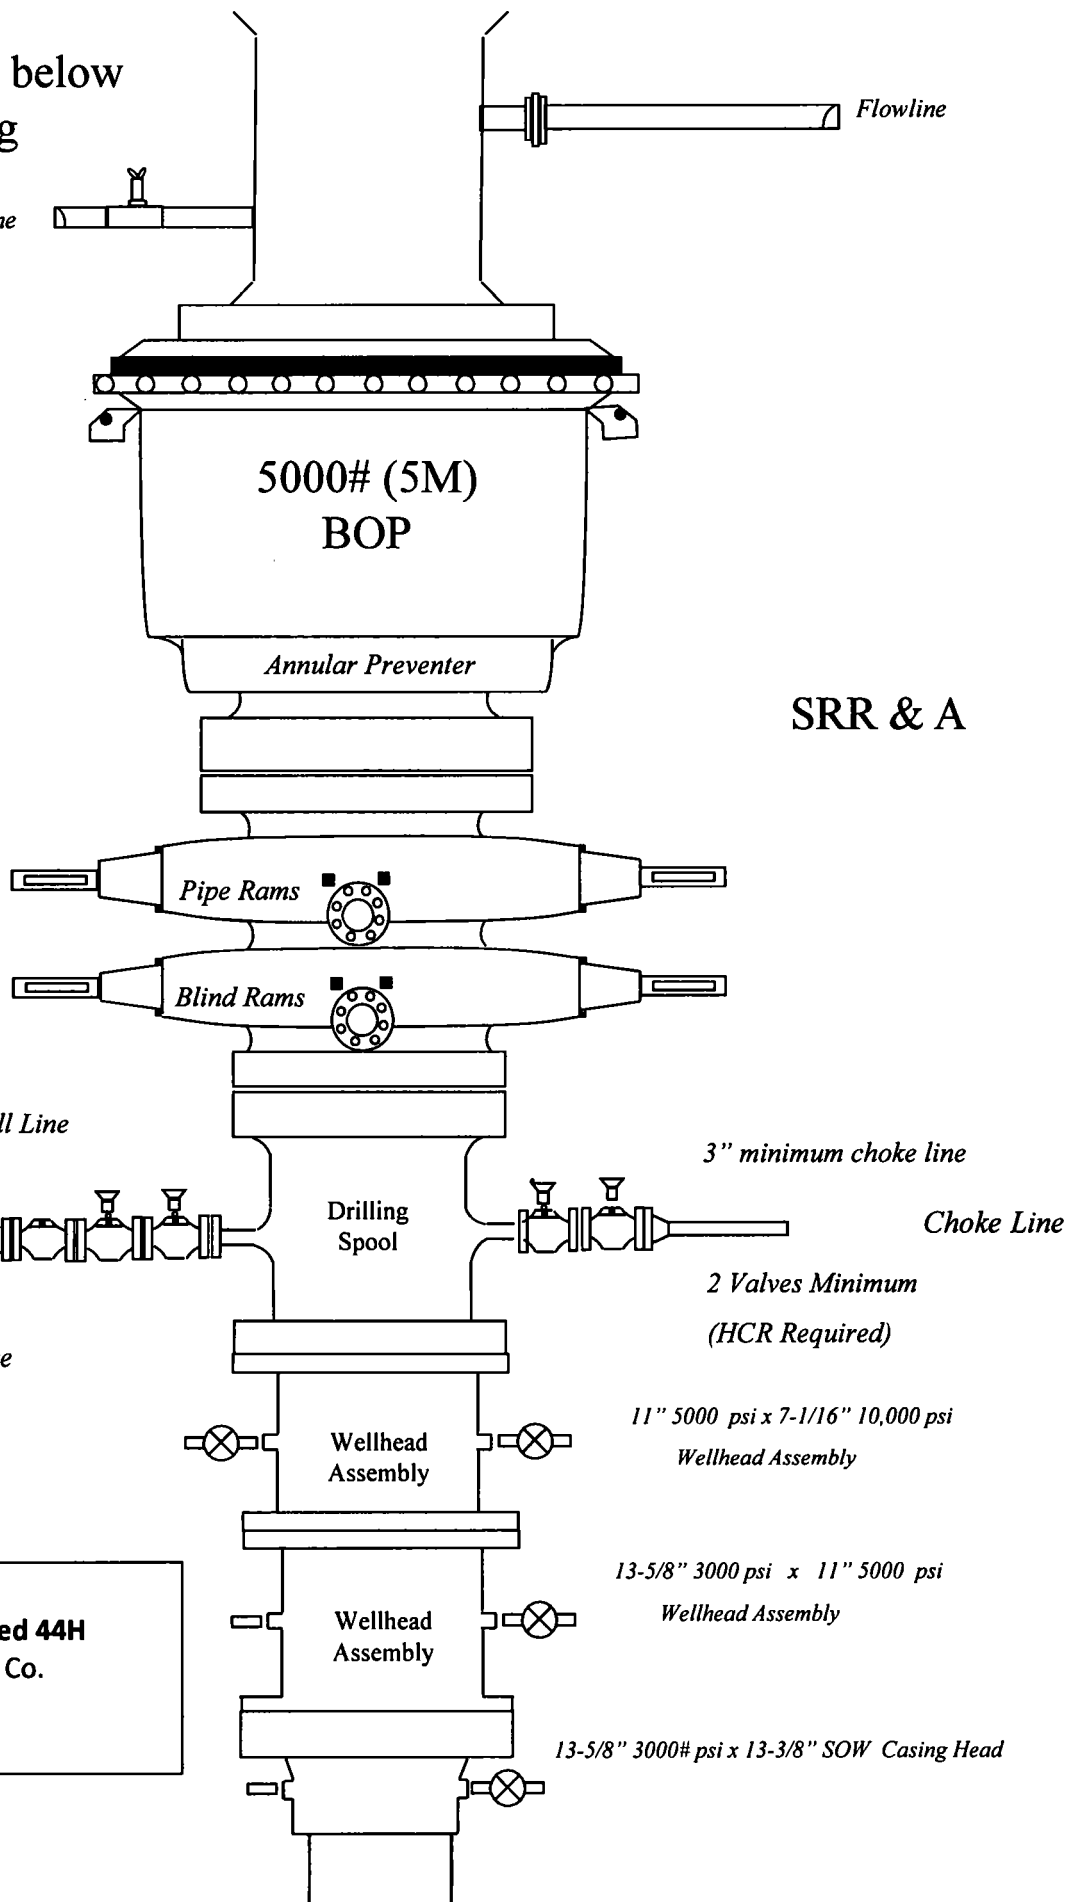 below
Flowline
5000# (5M)
BOP
Annular Preventer
SRR & A
Pipe Rams
Blind Rams
Line
3” minimum choke line
Drilling
Spool
Choke Line
2 Valves Minimum
(HCR Required)
11” 5000 psi x 7-1/16” 10,000 psi
Wellhead Assembly
Wellhead
Assembly
13-5/8” 3000 psi x 11” 5000 psi
Wellhead Assembly
Wellhead
Assembly
44H
Co.
13-5/8” 3000# psi x 13-3/8” SOW Casing Head